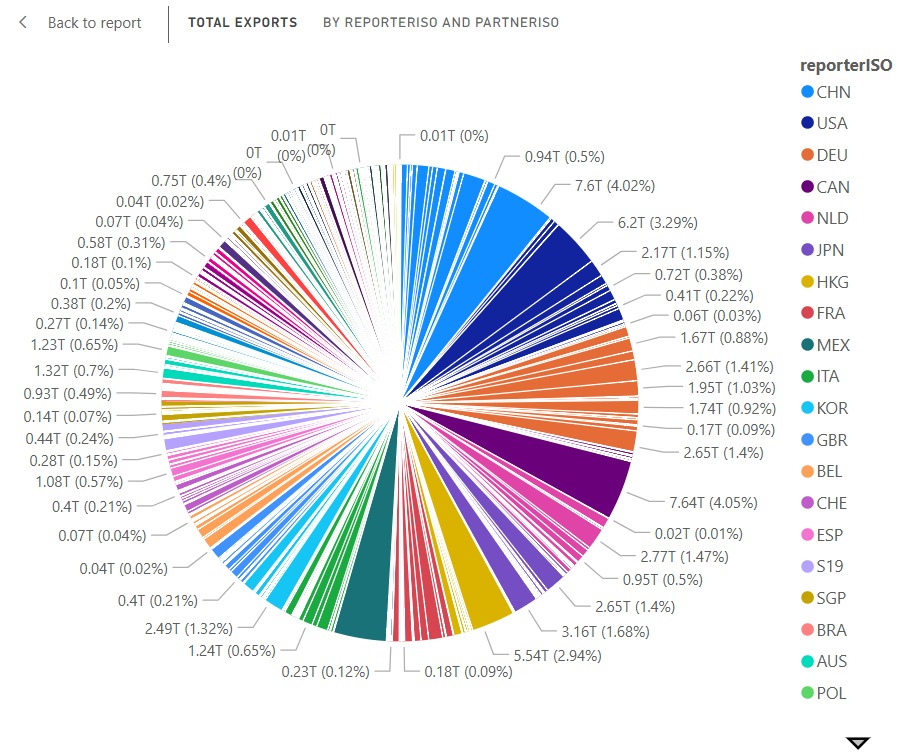 Back to report
TOTAL EXPORTS BY REPORTERISO AND PARTNERISO
reporterISO
CHN
USA
DEU
CAN
NLD
JPN
HKG
FRA
MEX
ITA
KOR
GBR
BEL
CHE
ESP
S19
SGP
BRA
AUS
POL
0.01T (0%)
0.94T (0.5%)
7.6T (4.02%)
6.2T (3.29%)
2.17T (1.15%)
0.72T (0.38%)
0.41T (0.22%)
0.06T (0.03%)
1.67T (0.88%)
2.66T (1.41%)
1.95T (1.03%)
1.74T (0.92%)
0.17T (0.09%)
2.65T (1.4%)
7.64T (4.05%)
0.02T (0.01%)
2.77T (1.47%)
0.95T (0.5%)
2.65T (1.4%)
3.16T (1.68%)
5.54T (2.94%)
0.18T (0.09%)
0.23T (0.12%)
1.24T (0.65%)
2.49T (1.32%)
0.4T (0.21%)
0.04T (0.02%)
0.07T (0.04%)
0.4T (0.21%)
1.08T (0.57%)
0.28T (0.15%)
0.44T (0.24%)
0.14T (0.07%)
0.93T (0.49%)
1.32T (0.7%)
1.23T (0.65%)
0.27T (0.14%)
0.38T (0.2%)
0.1T (0.05%)
0.18T (0.1%)
0.58T (0.31%)
0.07T (0.04%)
0.04T (0.02%)
0.75T (0.4%)
0T
(0%)
0.01T
(0%)
0T
(0%)